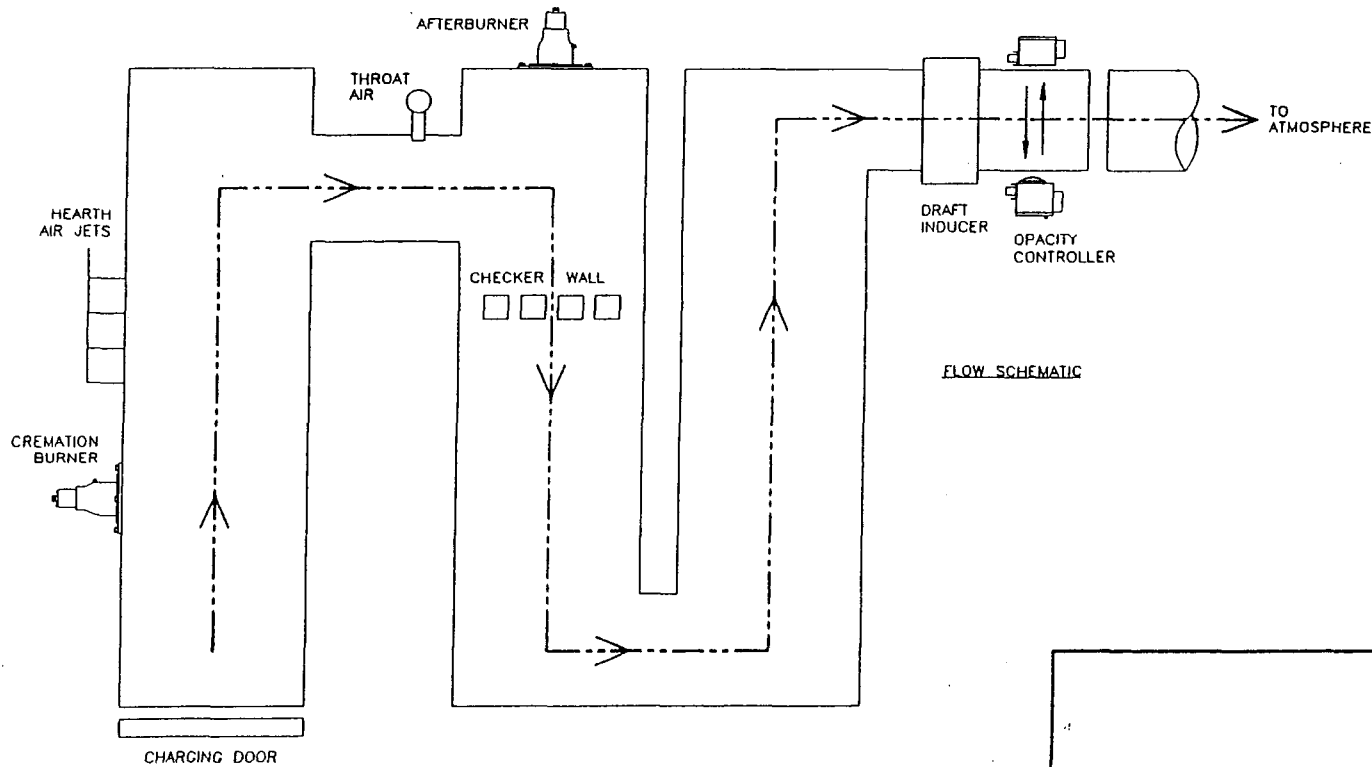 AFTERBURNER
THROAT
AIR
TO
ATMOSPHERE
HEARTH
AIR JETS
DRAFT
INDUCER
OPACITY
CONTROLLER
CHECKER WALL
FLOW SCHEMATIC
CREMATION
BURNER
CHARGING DOOR